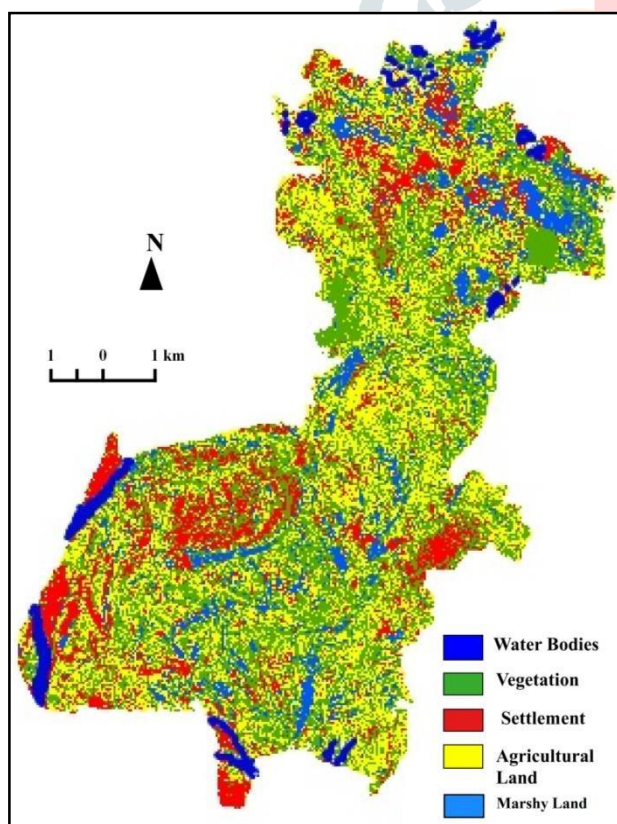 N
1 0 1 km
Water Bodies
Vegetation
Settlement
Agricultural
Land
Marshy Land